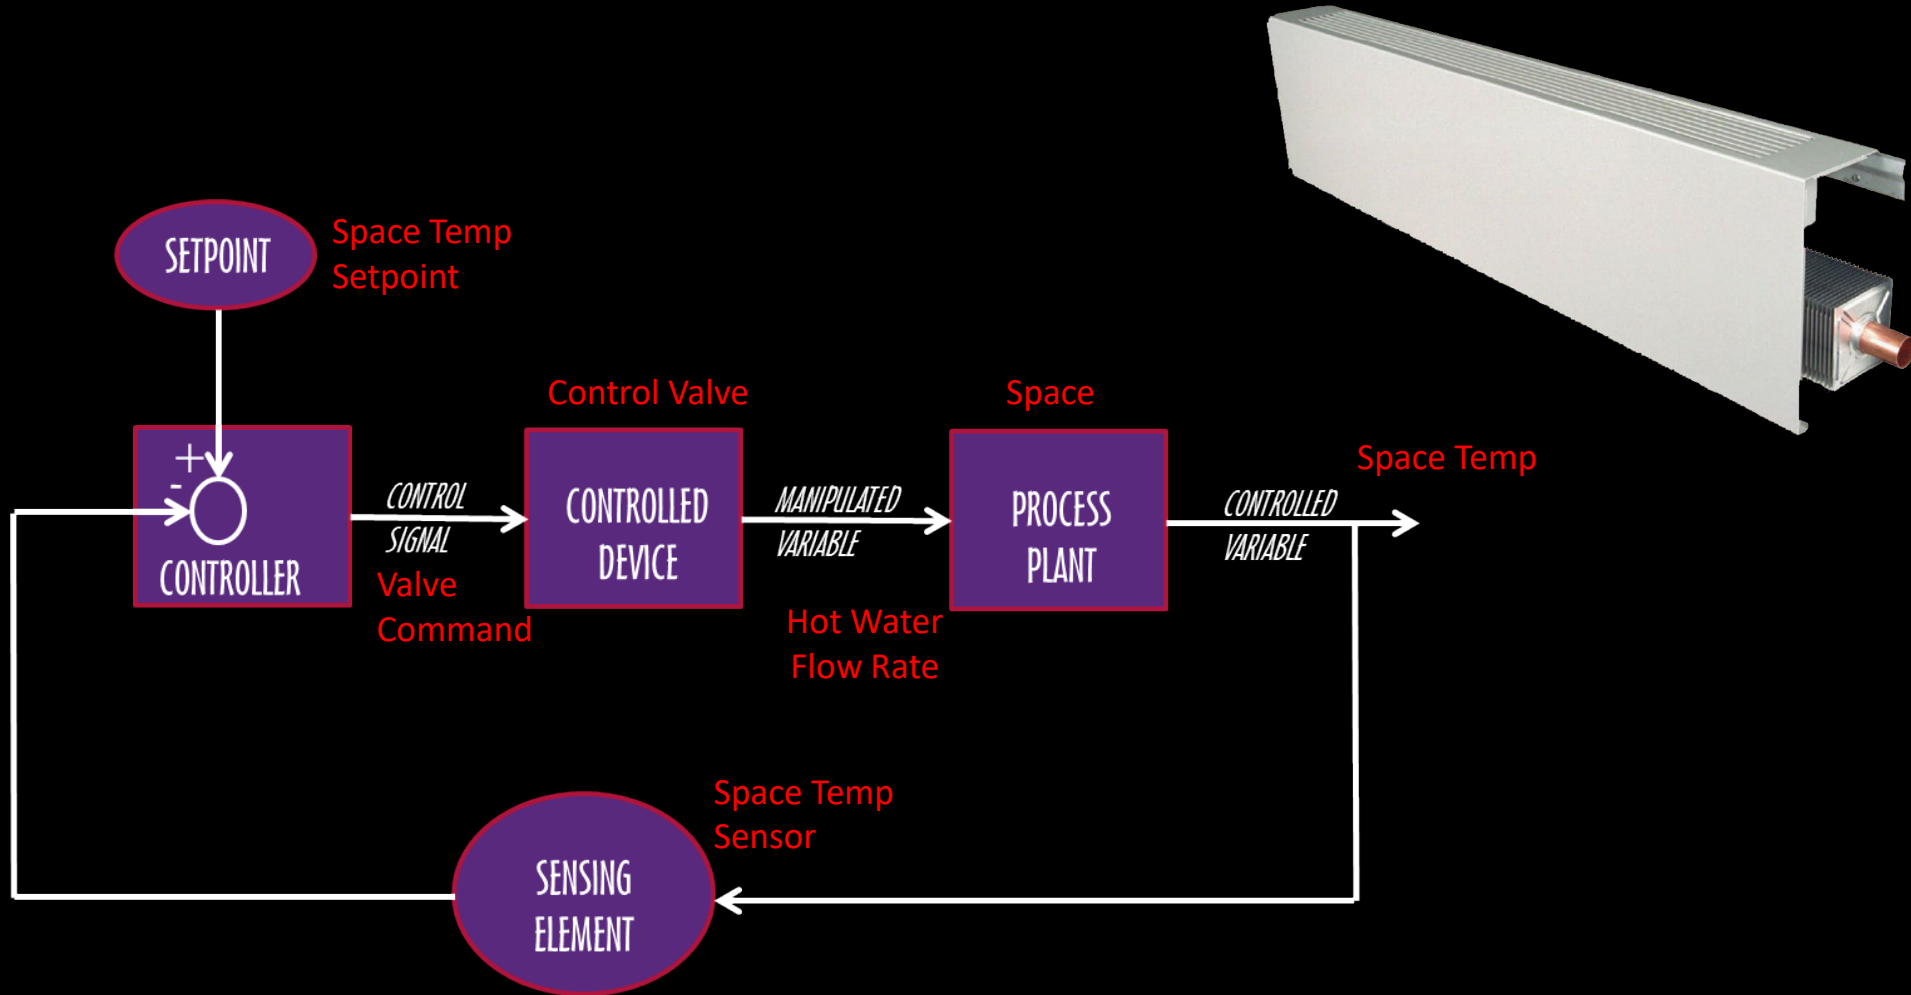 SETPOINT
Space Temp
Setpoint
Control Valve
Space
Space Temp
+
-
CONTROLLER
CONTROL
SIGNAL
Valve
Command
CONTROLLED
DEVICE
MANIPULATED
VARIABLE
Hot Water
Flow Rate
PROCESS
PLANT
CONTROLLED
VARIABLE
Space Temp
Sensor
SENSING
ELEMENT